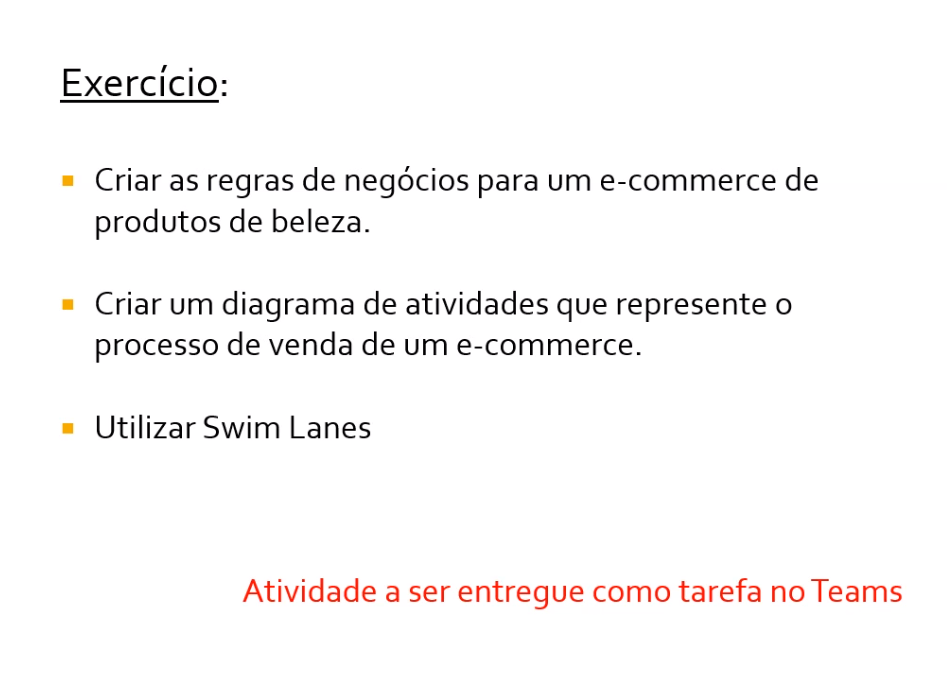 Exercício:
Criar as regras de negócios para um e-commerce de
produtos de beleza.
Criar um diagrama de atividades que represente o
processo de venda de um e-commerce.
Utilizar Swim Lanes
Atividade a ser entregue como tarefa no Teams